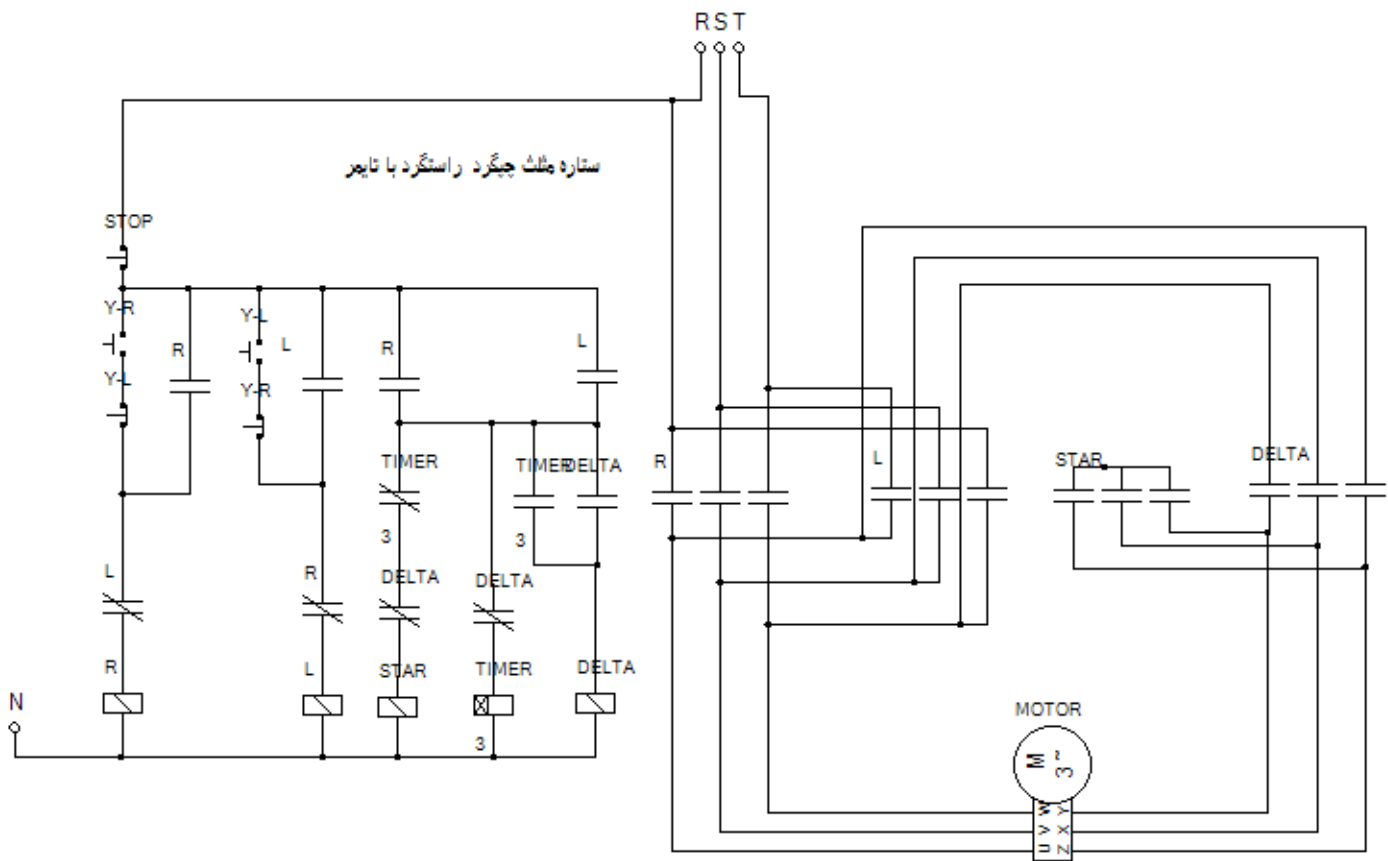 R S T
ستاره مثلث چپگرد راستگرد با تایمر
STOP
Y-R
Y-L
R
L
R
L
Y-L
Y-R
TIMER
TIMER
DELTA
R
L
STAR
DELTA
3
3
L
R
DELTA
DELTA
R
L
STAR
TIMER
DELTA
N
3
MOTOR
M
3 ~
U V W
Z X Y